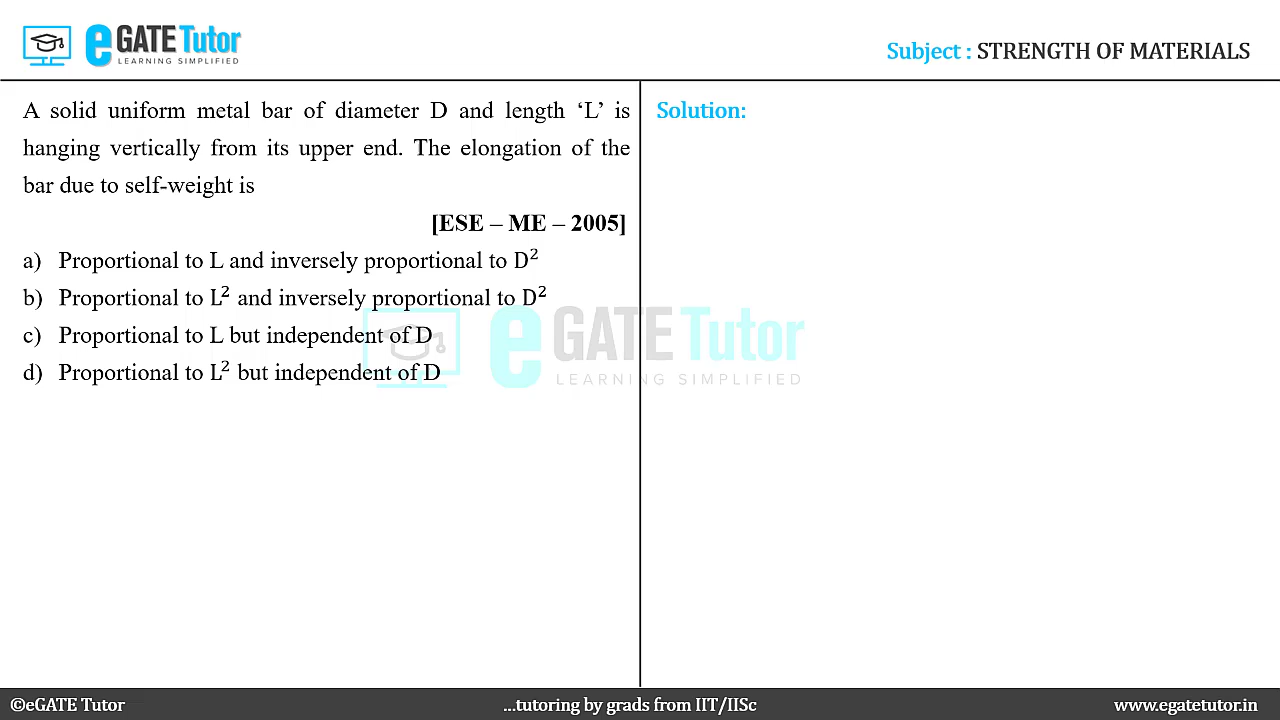 eGATE Tutor
LEARNING SIMPLIFIED
Subject : STRENGTH OF MATERIALS
A solid uniform metal bar of diameter D and length ‘L’ is
hanging vertically from its upper end. The elongation of the
bar due to self-weight is
[ESE – ME – 2005]
a) Proportional to L and inversely proportional to D²
b) Proportional to L² and inversely proportional to D²
c) Proportional to L but independent of D
d) Proportional to L² but independent of D
Solution:
eGATE Tutor
LEARNING SIMPLIFIED
©eGATE Tutor
...tutoring by grads from IIT/IISc
www.egatetutor.in